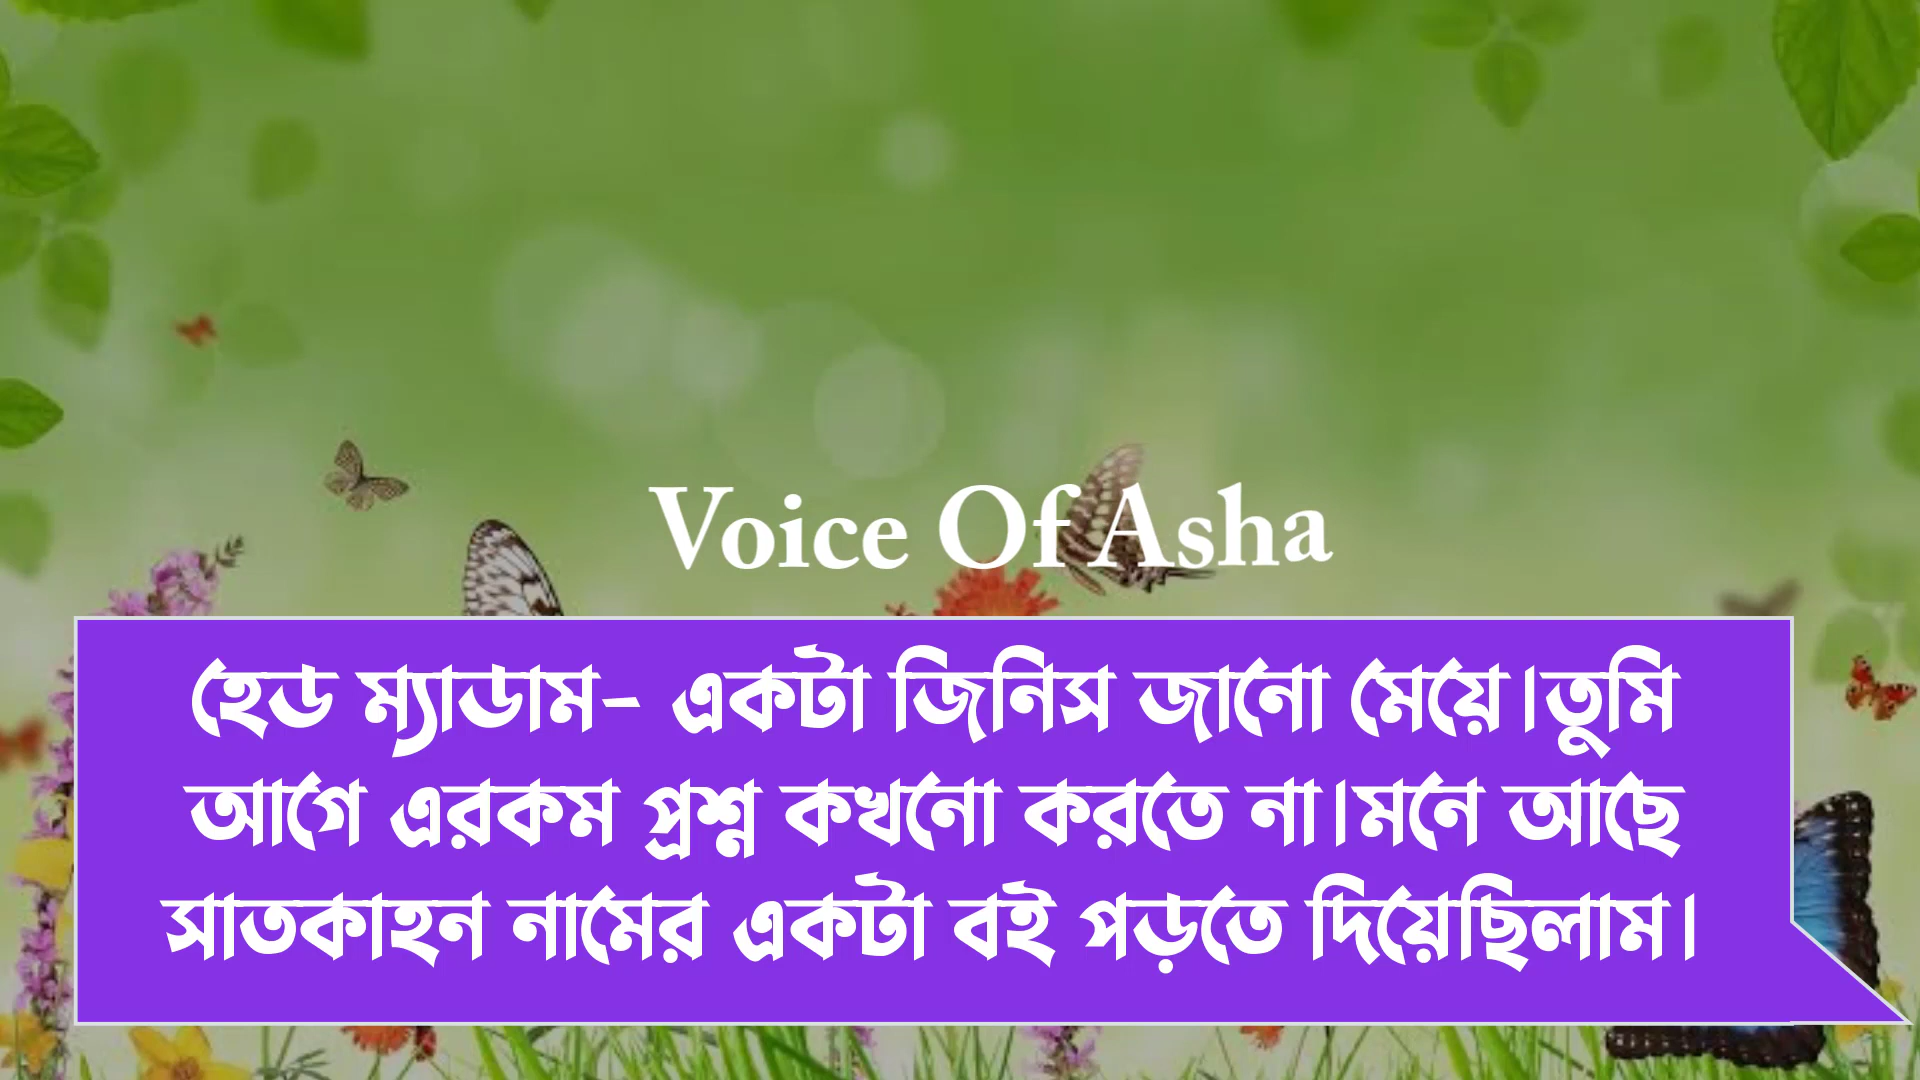 Voice Of Asha
হেড ম্যাডাম- একটা জিনিস জানো মেয়ে।তুমি
আগে এরকম প্রশ্ন কখনো করতে না।মনে আছে
সাতকাহন নামের একটা বই পড়তে দিয়েছিলাম।